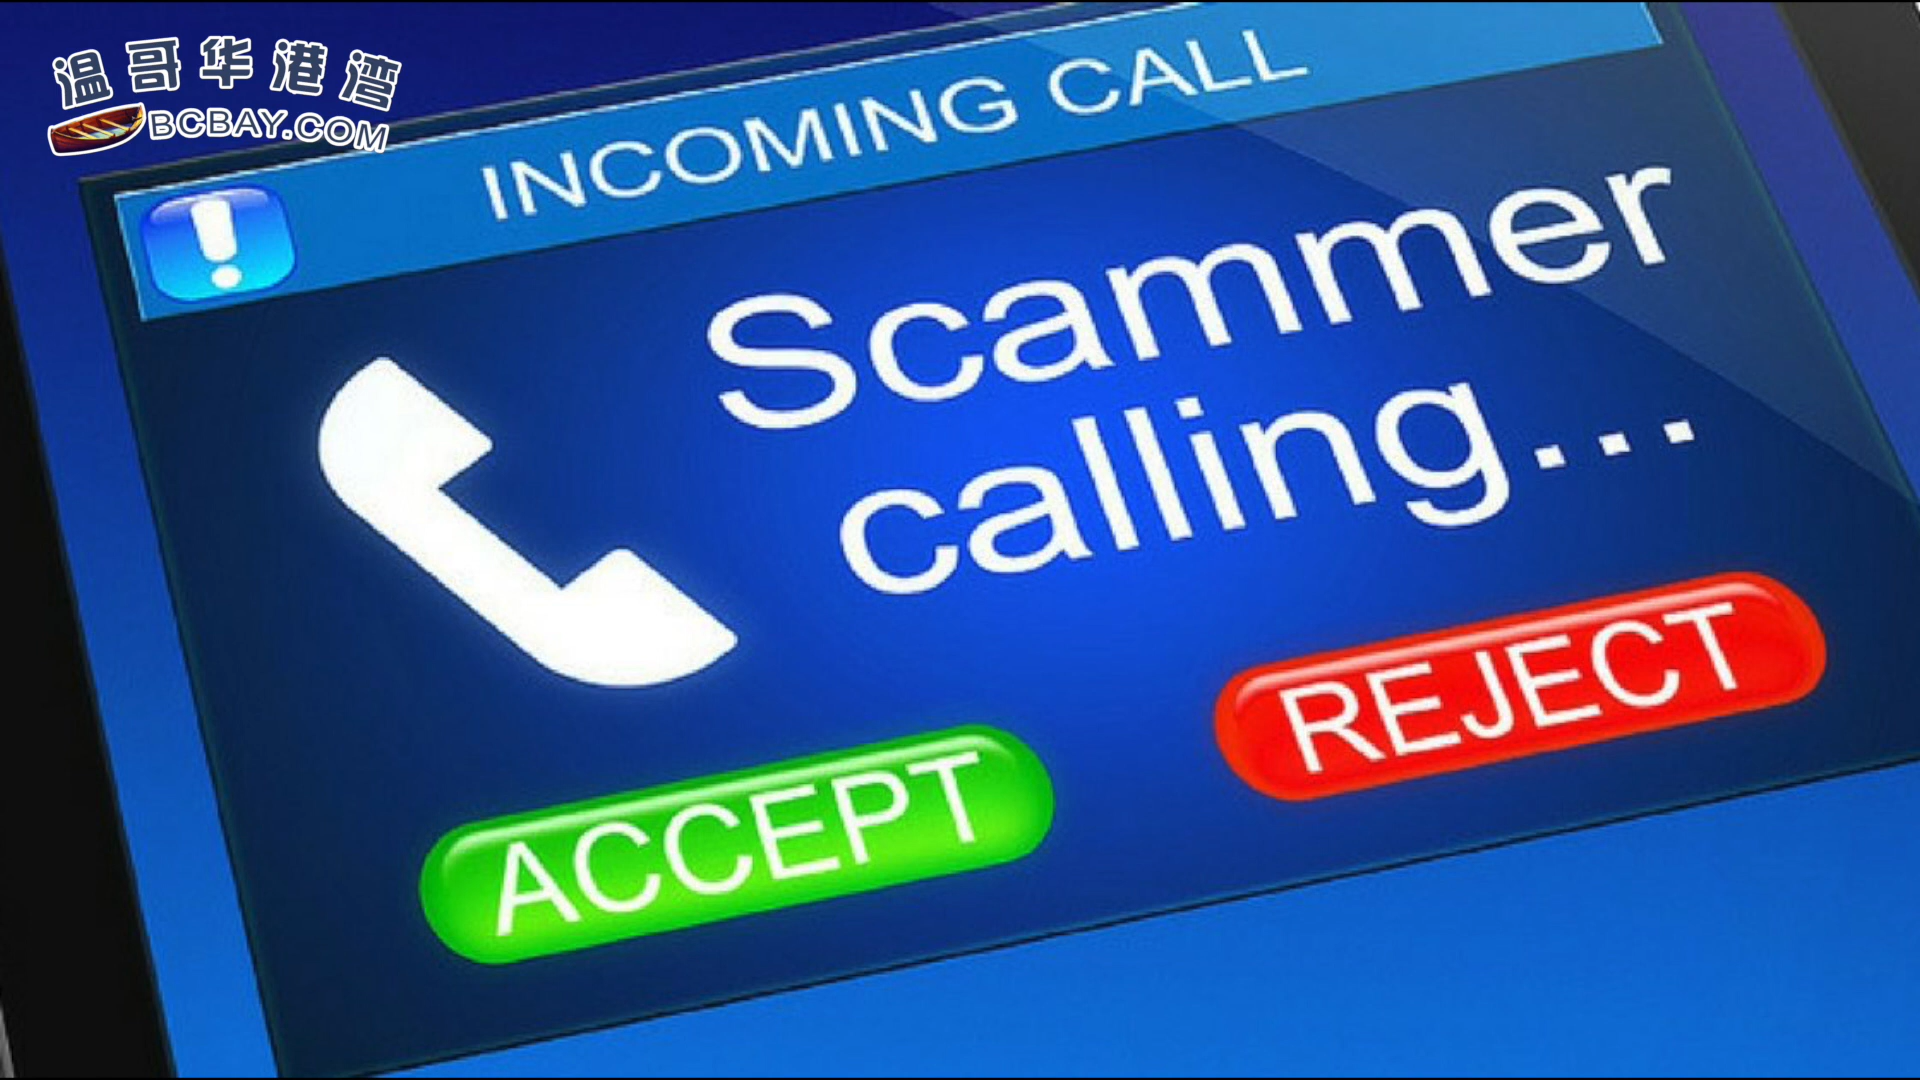 温哥华港湾
BCBAY.COM
INCOMING CALL
Scammer
calling...
ACCEPT
REJECT